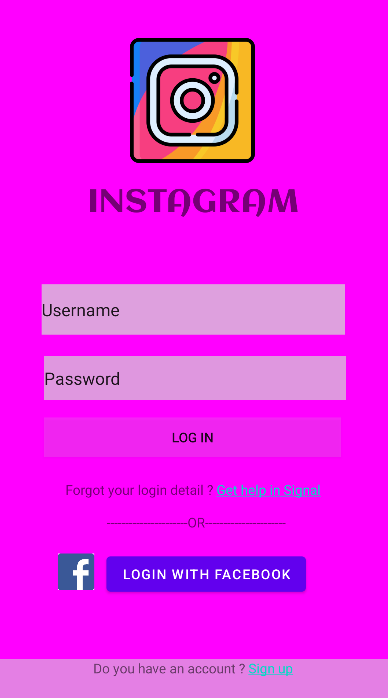 INSTAGRAM
Username
Password
LOG IN
Forgot your login detail ? Get help in Signal
----------------------OR----------------------
LOGIN WITH FACEBOOK
Do you have an account ? Sign up